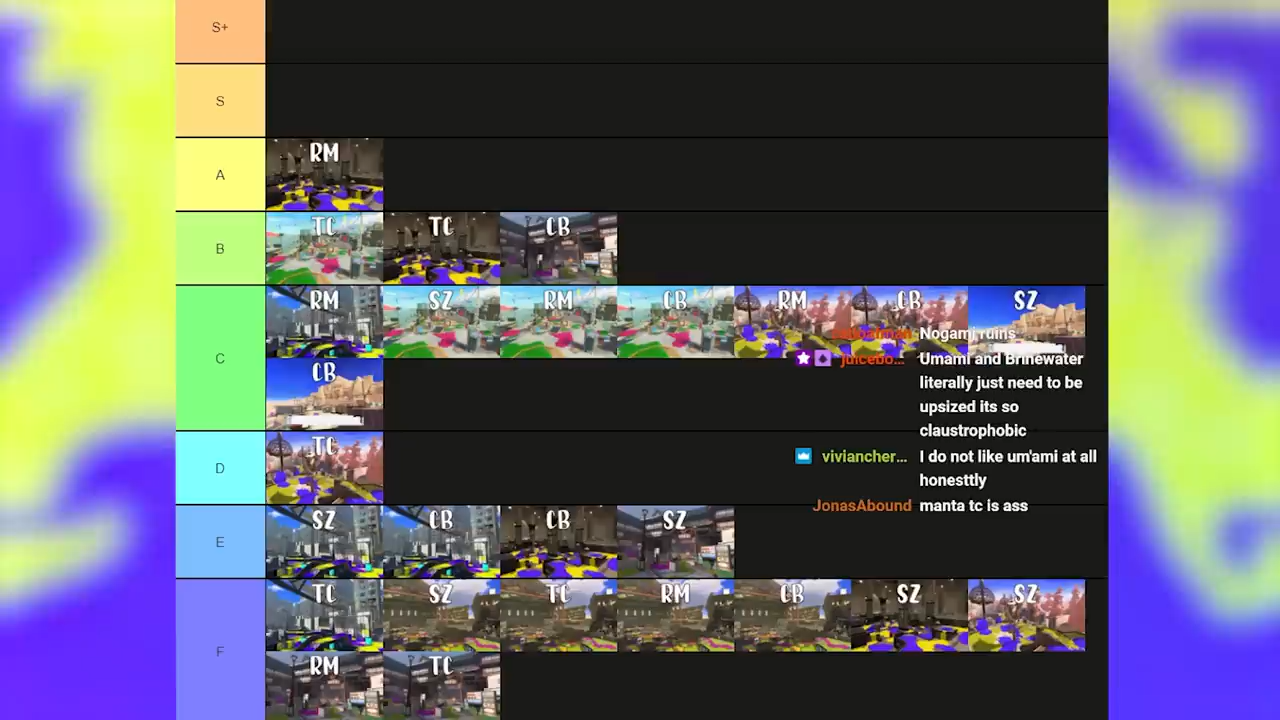 S+
S
A
RM
B
TC TC CB
C
RM SZ RM CB RM CB SZ
CB
Nogami ruins
juicebo... Umami and Brinewater
literally just need to be
upsized its so
claustrophobic
D
TC
viviancher... I do not like um'ami at all
honesttly
JonasAbound manta tc is ass
E
SZ CB CB SZ
F
TC SZ TC RM CB SZ SZ
RM TC